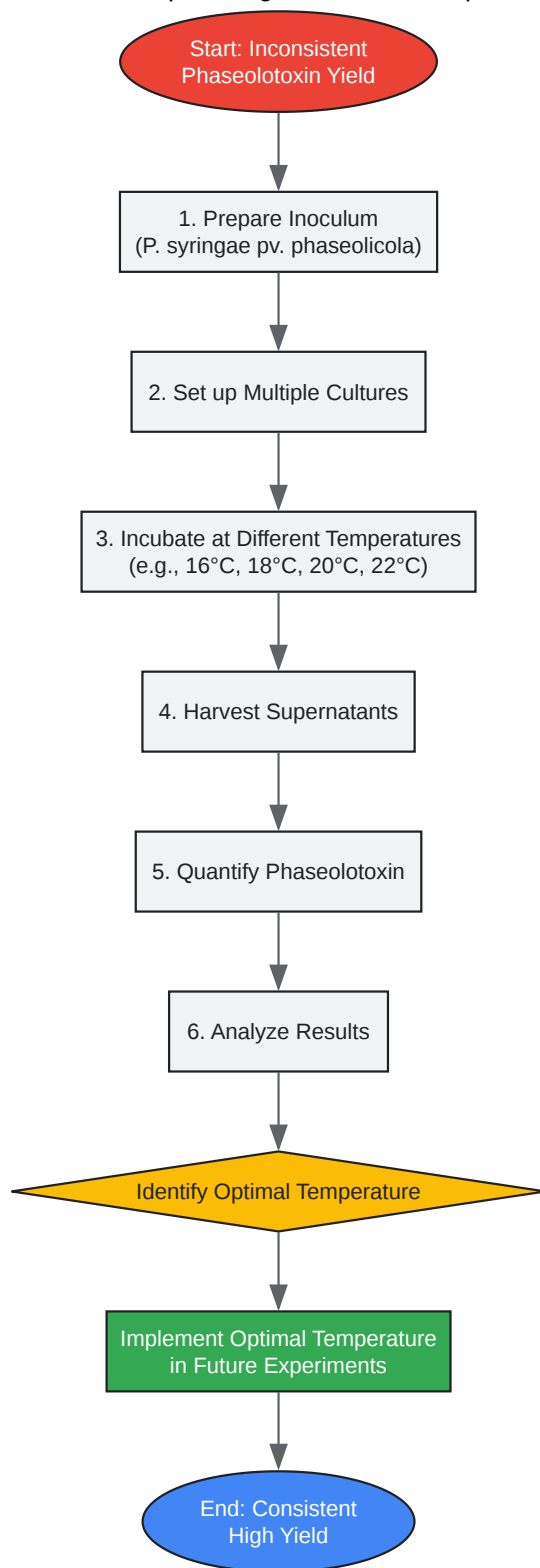 Start: Inconsistent
Phaseolotoxin Yield
1. Prepare Inoculum
(P. syringae pv. phaseolicola)
2. Set up Multiple Cultures
3. Incubate at Different Temperatures
(e.g., 16°C, 18°C, 20°C, 22°C)
4. Harvest Supernatants
5. Quantify Phaseolotoxin
6. Analyze Results
Identify Optimal Temperature
Implement Optimal Temperature
in Future Experiments
End: Consistent
High Yield